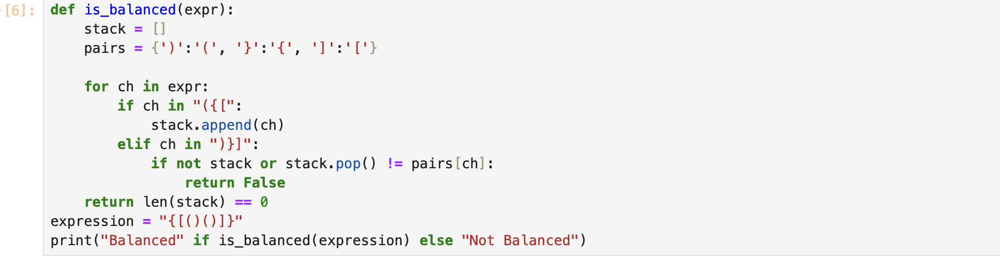 [6]: def is_balanced(expr):
    stack = []
    pairs = {')':'(', '}':'{', ']':'['}

    for ch in expr:
        if ch in "({[":
            stack.append(ch)
        elif ch in ")}]":
            if not stack or stack.pop() != pairs[ch]:
                return False
    return len(stack) == 0
expression = "{[()()]}"
print("Balanced" if is_balanced(expression) else "Not Balanced")